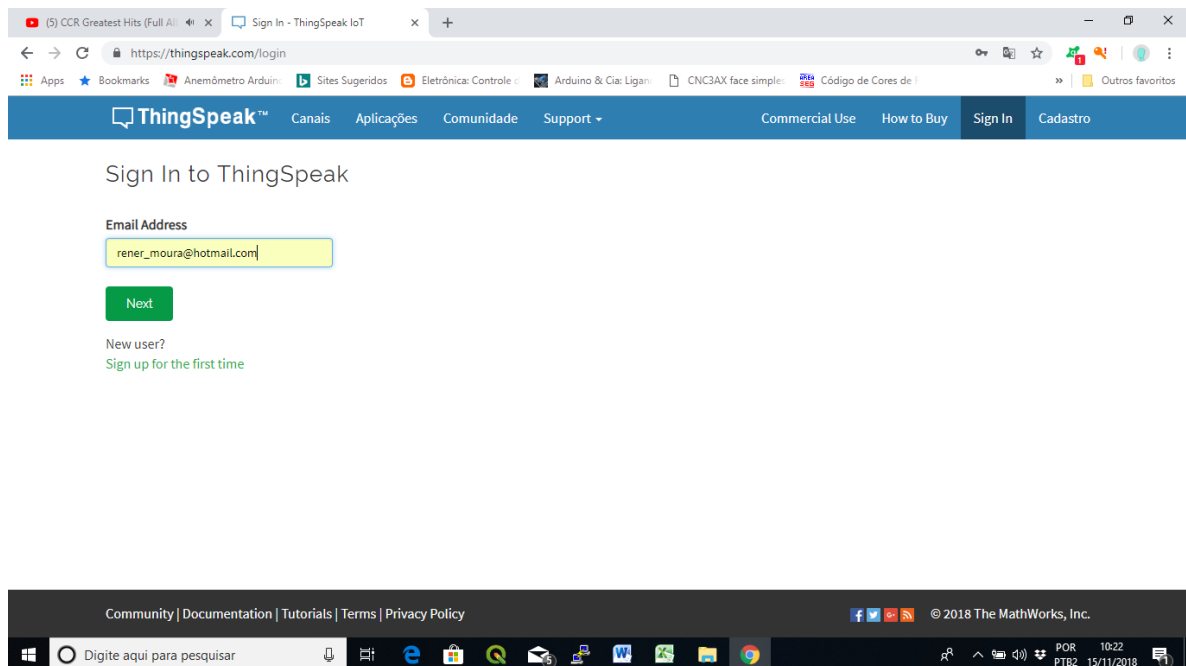 (5) CCR Greatest Hits (Full Al
Sign In - ThingSpeak IoT
https://thingspeak.com/login
Apps Bookmarks Anemômetro Arduino Sites Sugeridos Eletrônica: Controle d Arduino & Cia: Ligan CNC3AX face simples Código de Cores de R » Outros favoritos
ThingSpeak™ Canais Aplicações Comunidade Support Commercial Use How to Buy Sign In Cadastro
Sign In to ThingSpeak
Email Address
rener_moura@hotmail.com
Next
New user?
Sign up for the first time
Community | Documentation | Tutorials | Terms | Privacy Policy © 2018 The MathWorks, Inc.
Digite aqui para pesquisar
POR 10:22
PTB2 15/11/2018